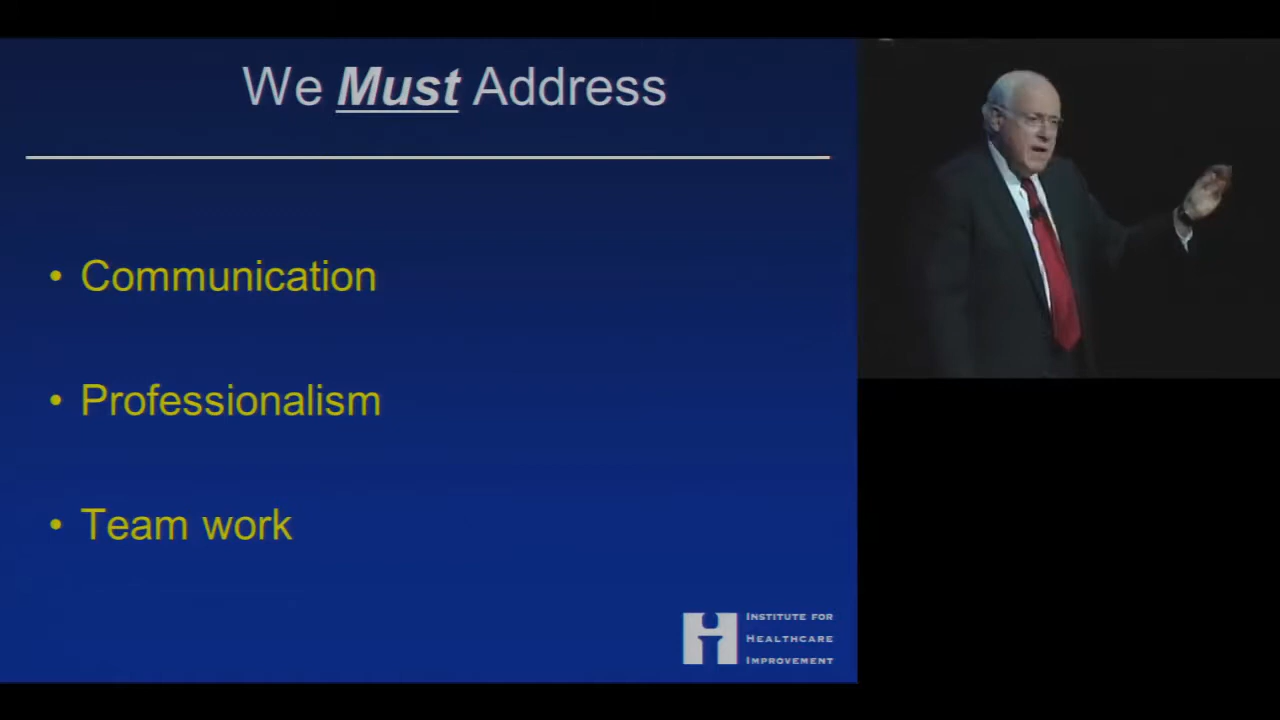 We Must Address
• Communication
• Professionalism
• Team work
INSTITUTE FOR
HEALTHCARE
IMPROVEMENT